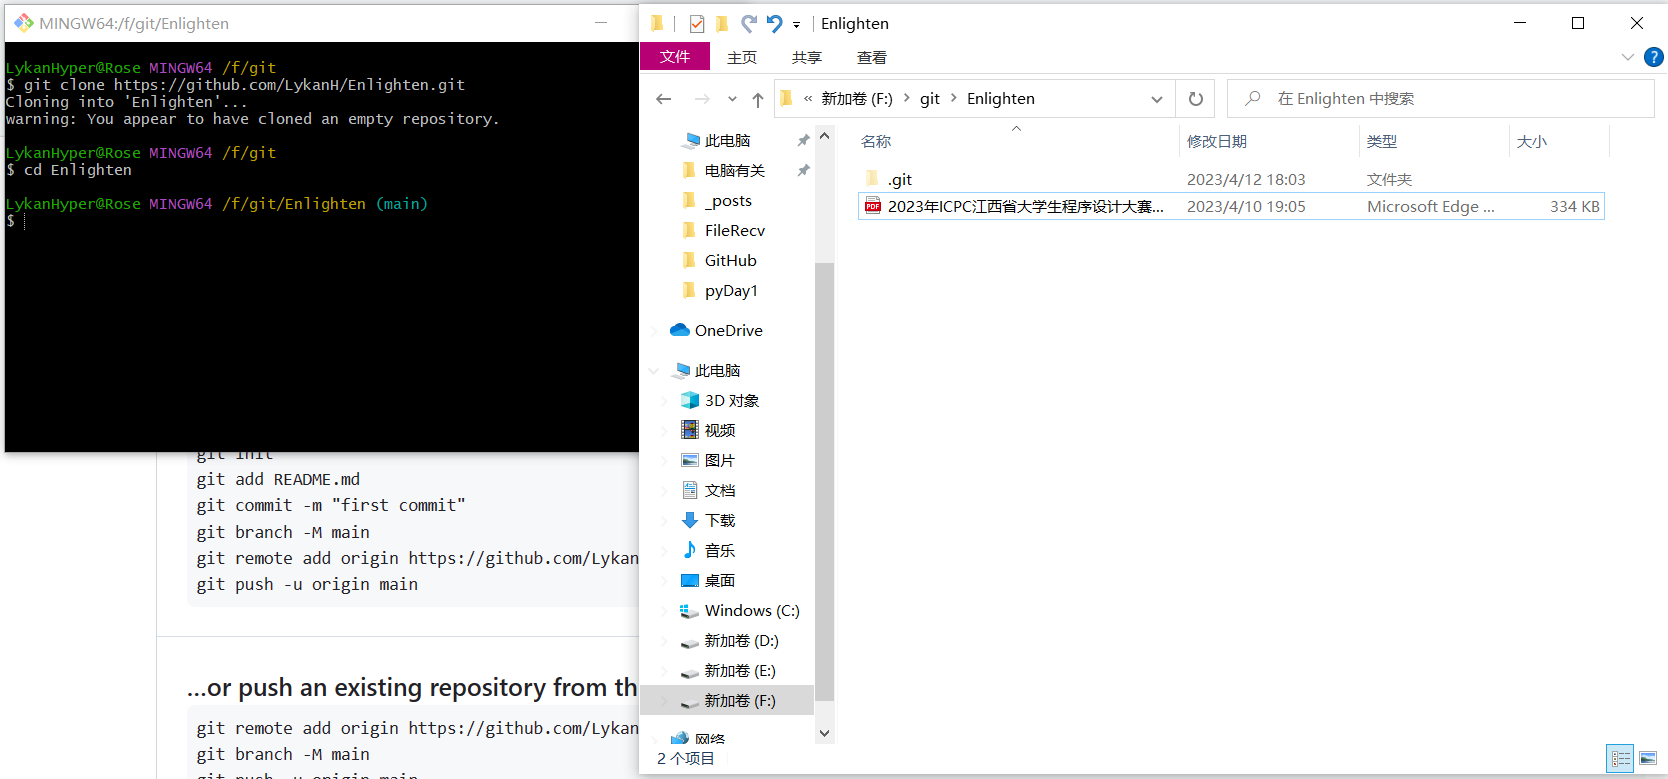 MINGW64:/f/git/Enlighten
LykanHyper@Rose MINGW64 /f/git
$ git clone https://github.com/LykanH/Enlighten.git
Cloning into 'Enlighten'...
warning: You appear to have cloned an empty repository.
LykanHyper@Rose MINGW64 /f/git
$ cd Enlighten
LykanHyper@Rose MINGW64 /f/git/Enlighten (main)
$
git init
git add README.md
git commit -m "first commit"
git branch -M main
git remote add origin https://github.com/Lykan
git push -u origin main
...or push an existing repository from th
git remote add origin https://github.com/Lykan
git branch -M main
git push -u origin main
Enlighten
文件 主页 共享 查看
« 新加卷 (F:) > git > Enlighten
在 Enlighten 中搜索
此电脑
电脑有关
_posts
FileRecv
GitHub
pyDay1
OneDrive
此电脑
3D 对象
视频
图片
文档
下载
音乐
桌面
Windows (C:)
新加卷 (D:)
新加卷 (E:)
新加卷 (F:)
网络
名称 修改日期 类型 大小
.git 2023/4/12 18:03 文件夹
PDF 2023年ICPC江西省大学生程序设计大赛... 2023/4/10 19:05 Microsoft Edge ... 334 KB
2 个项目